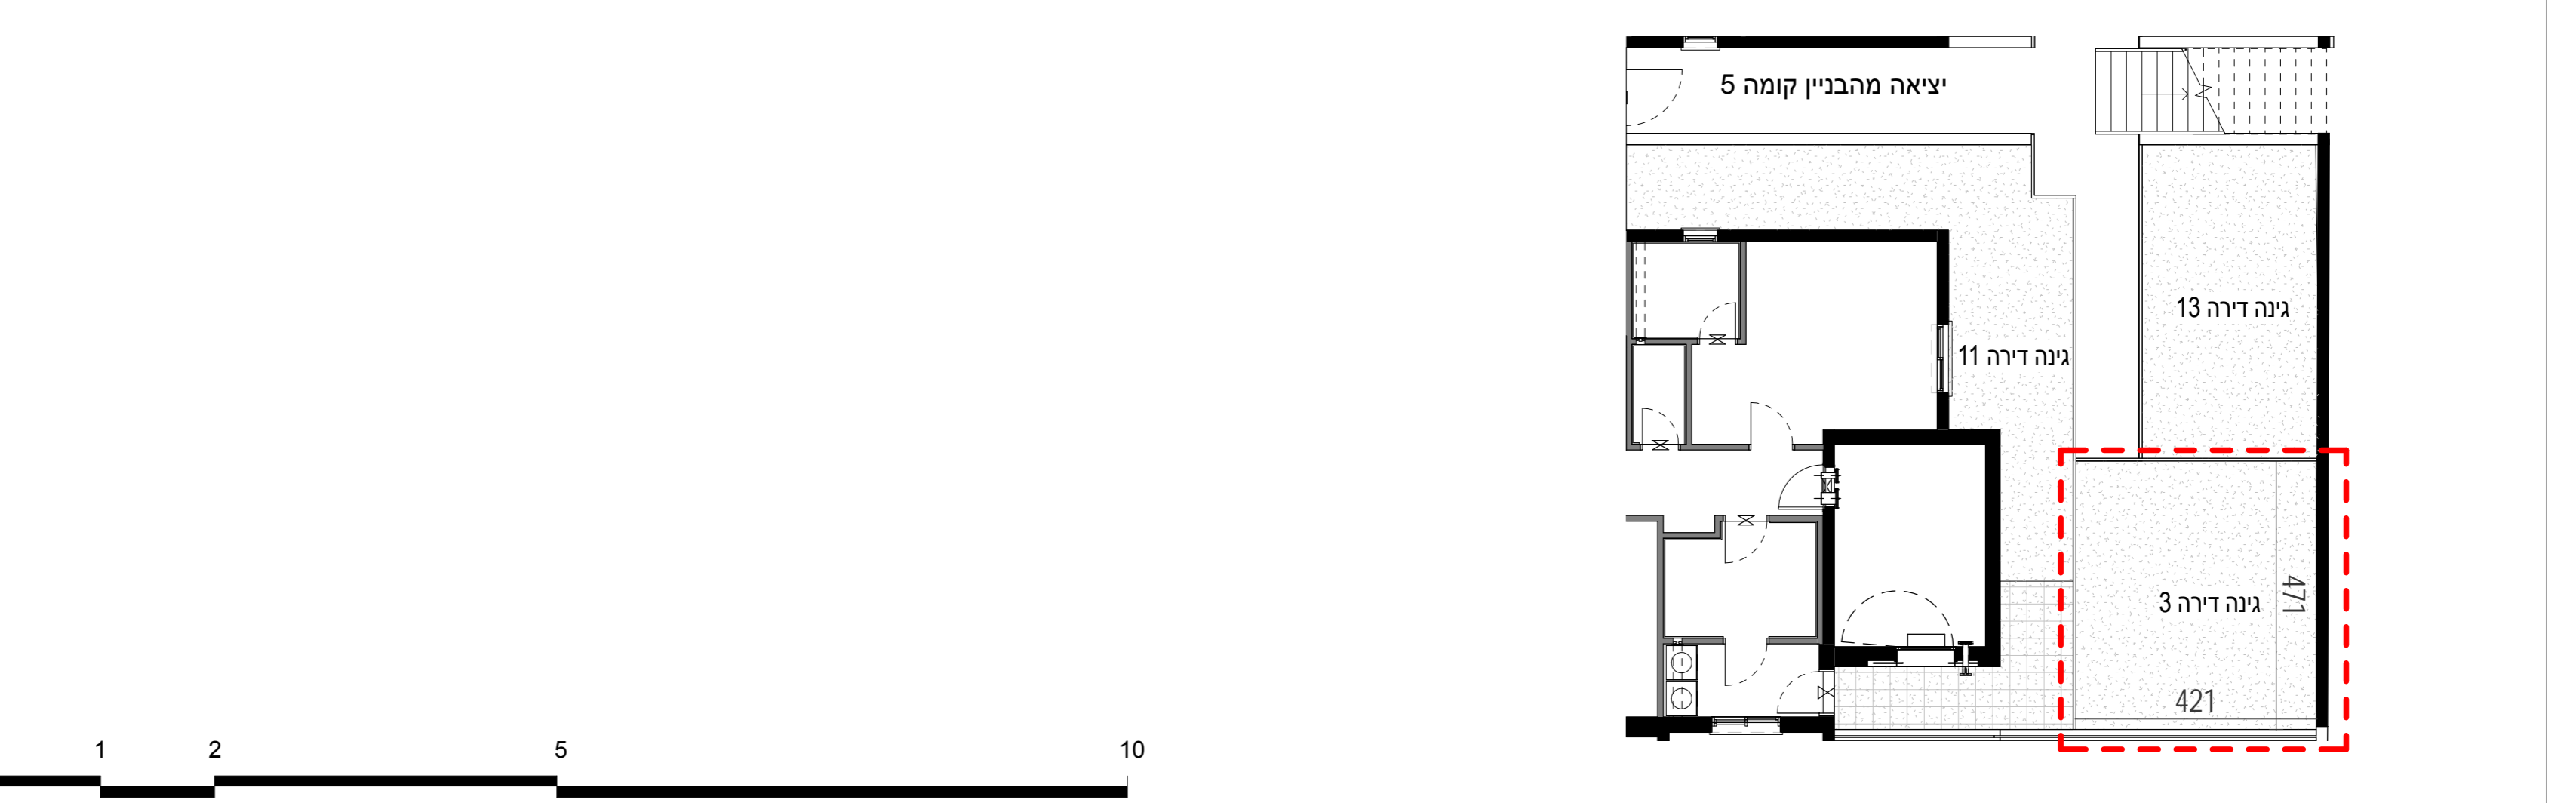 יציאה מהבניין קומה 5
גינה דירה 13
גינה דירה 11
גינה דירה 3
471
421
1 2 5 10